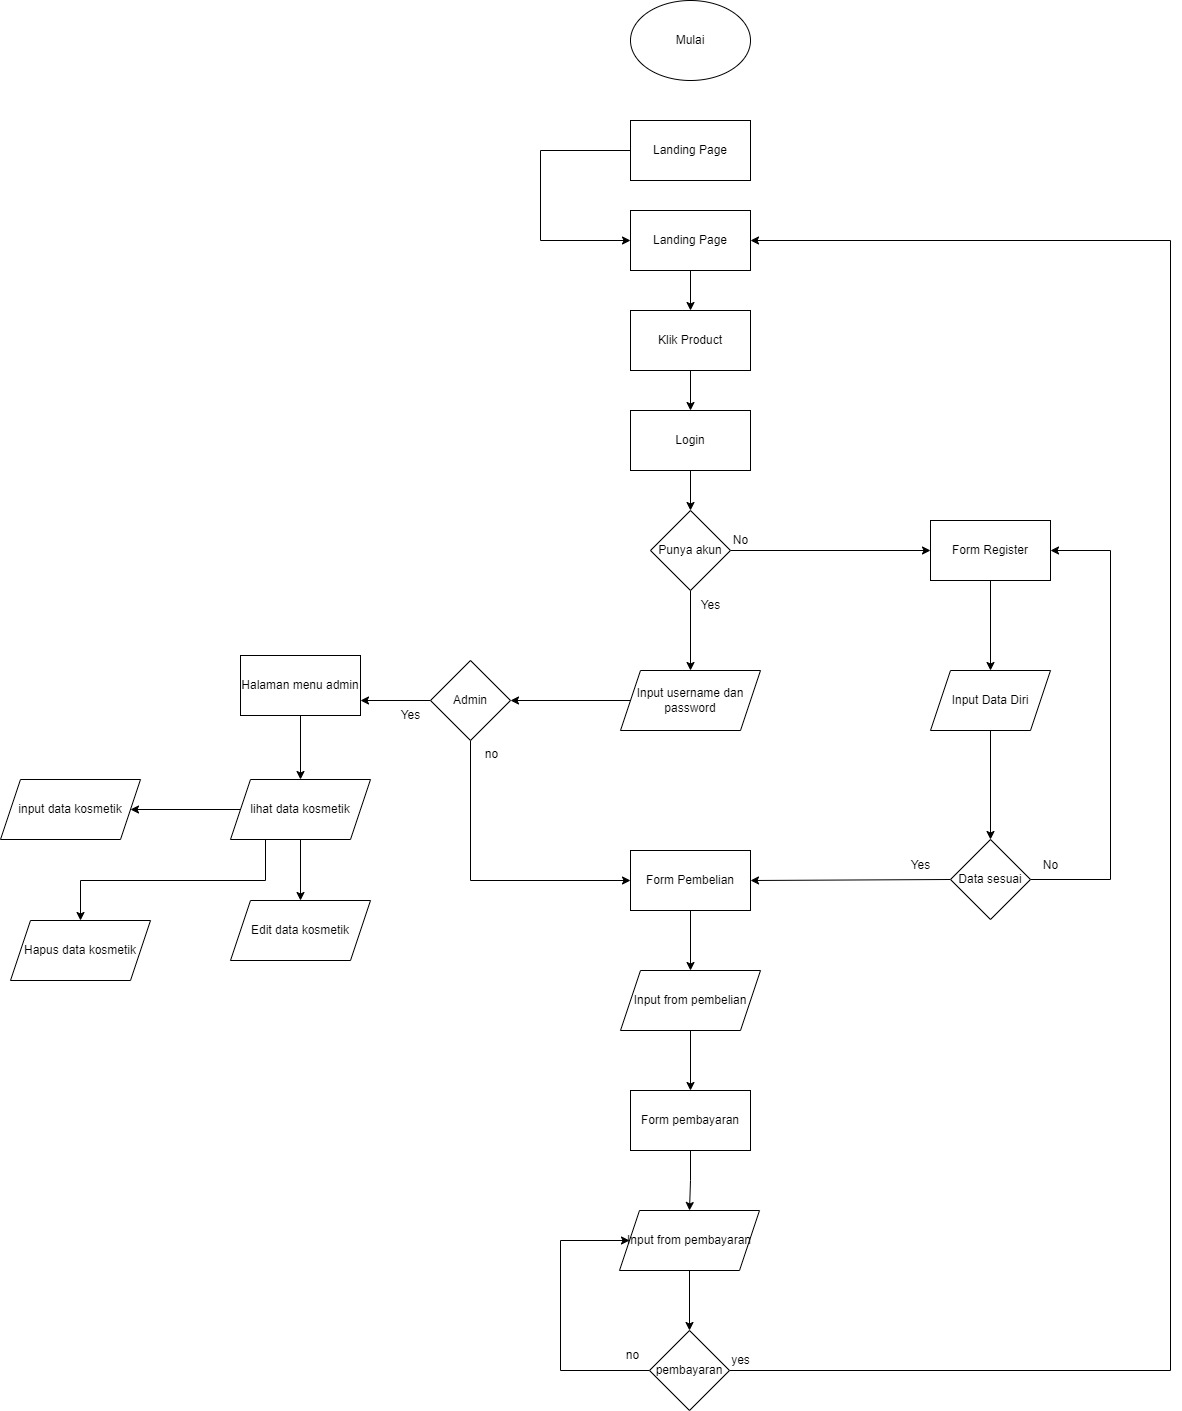 Mulai
Landing Page
Landing Page
Klik Product
Login
Punya akun
No
Form Register
Yes
Halaman menu admin
Admin
Input username dan
password
Input Data Diri
Yes
no
input data kosmetik
lihat data kosmetik
Form Pembelian
Yes
Data sesuai
No
Hapus data kosmetik
Edit data kosmetik
Input from pembelian
Form pembayaran
Input from pembayaran
no
pembayaran
yes